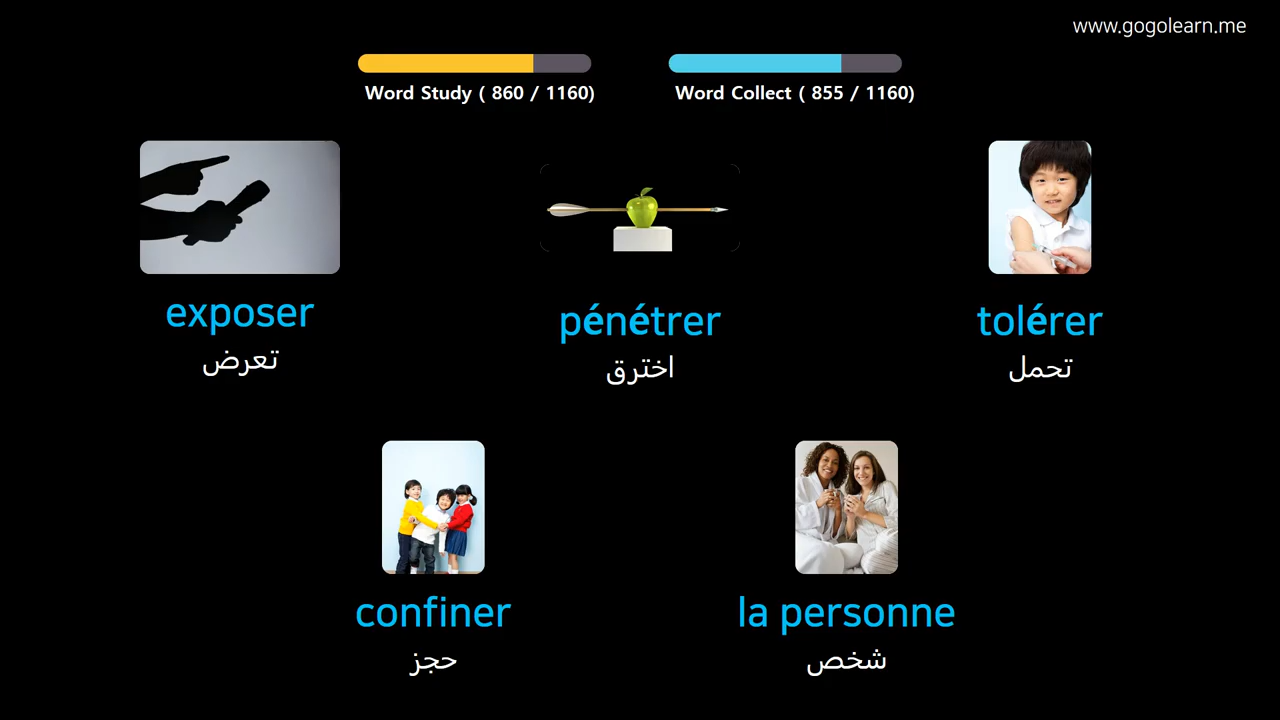 www.gogolearn.me
Word Study ( 860 / 1160)
Word Collect ( 855 / 1160)
exposer
تعرض
pénétrer
اخترق
tolérer
تحمل
confiner
حجز
la personne
شخص